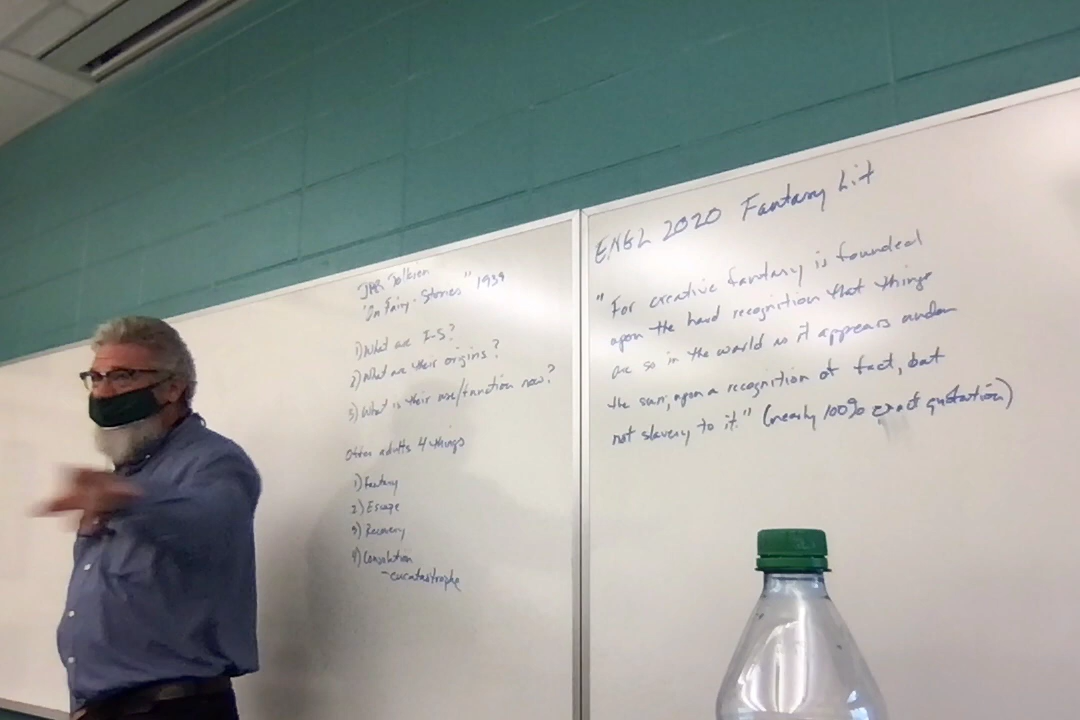 JRR Tolkien
"On Fairy-Stories" 1939
1) What are F-S?
2) What are their origins?
3) What is their use/function now?
offers adults 4 things
1) Fantasy
2) Escape
3) Recovery
4) Consolation
- eucatastrophe
ENGL 2020 Fantasy Lit
"For creative fantasy is founded
upon the hard recognition that things
are so in the world as it appears under
the sun; upon a recognition of fact, but
not slavery to it." (nearly 100% exact quotation)